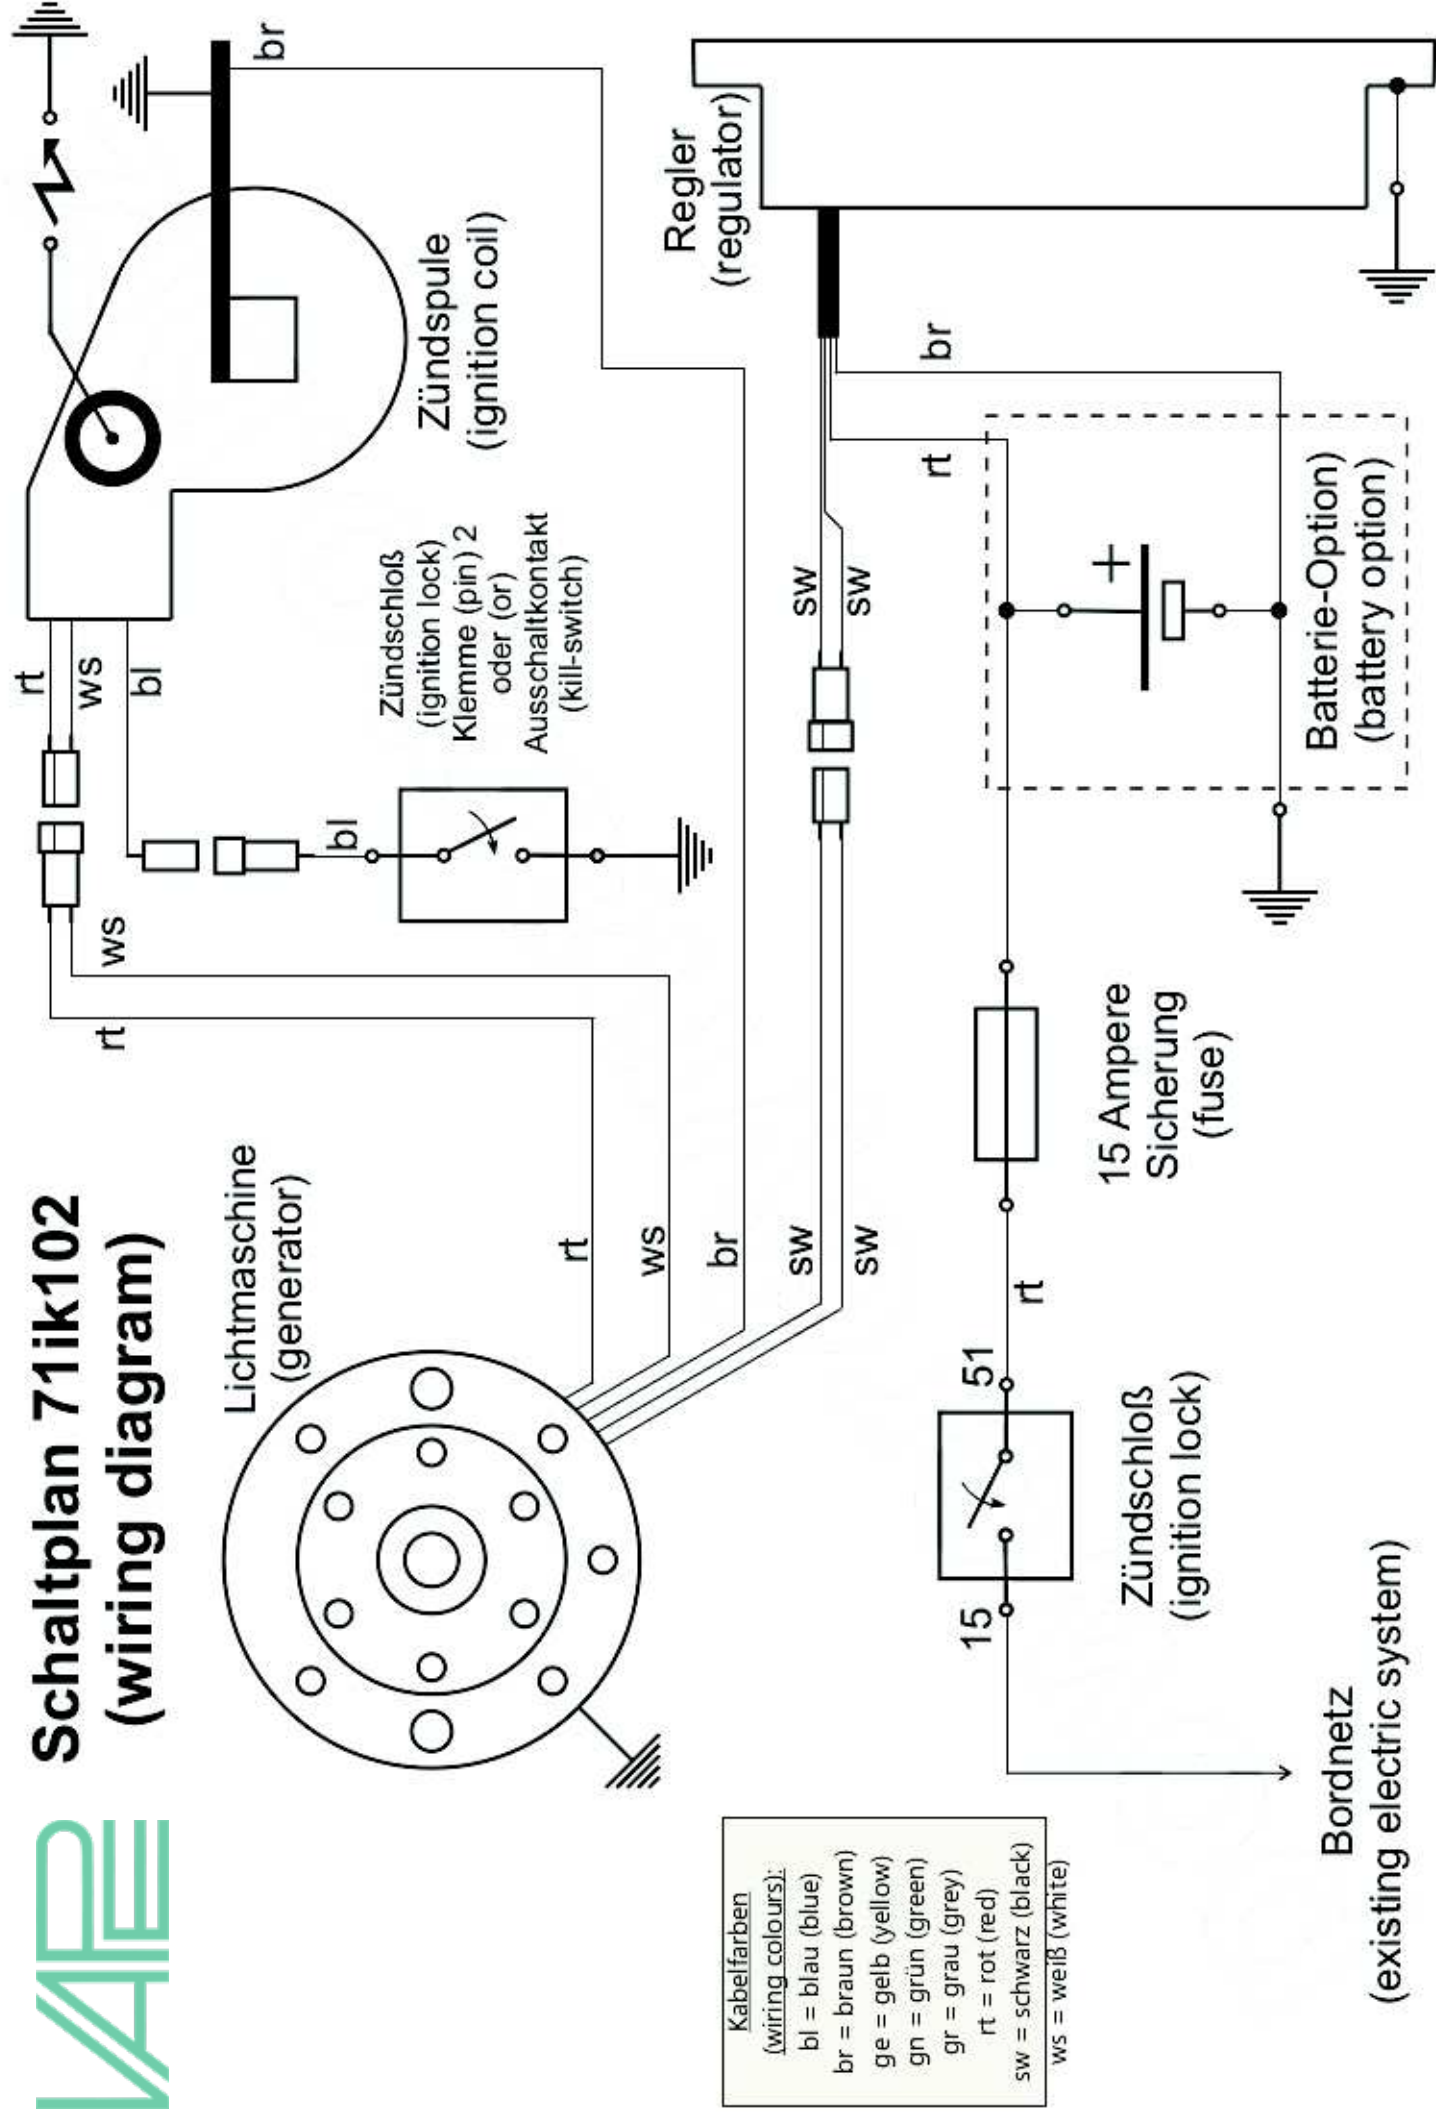 VAPE
Schaltplan 71ik102
(wiring diagram)
Lichtmaschine
(generator)
rt
ws
br
sw
sw
rt
ws
rt
ws
bl
bl
Zündschloß
(ignition lock)
Klemme (pin) 2
oder (or)
Ausschaltkontakt
(kill-switch)
Zündspule
(ignition coil)
br
Regler
(regulator)
sw
sw
rt
br
+
Batterie-Option)
(battery option)
15 Ampere
Sicherung
(fuse)
rt
51
15
Zündschloß
(ignition lock)
Bordnetz
(existing electric system)
Kabelfarben
(wiring colours):
bl = blau (blue)
br = braun (brown)
ge = gelb (yellow)
gn = grün (green)
gr = grau (grey)
rt = rot (red)
sw = schwarz (black)
ws = weiß (white)